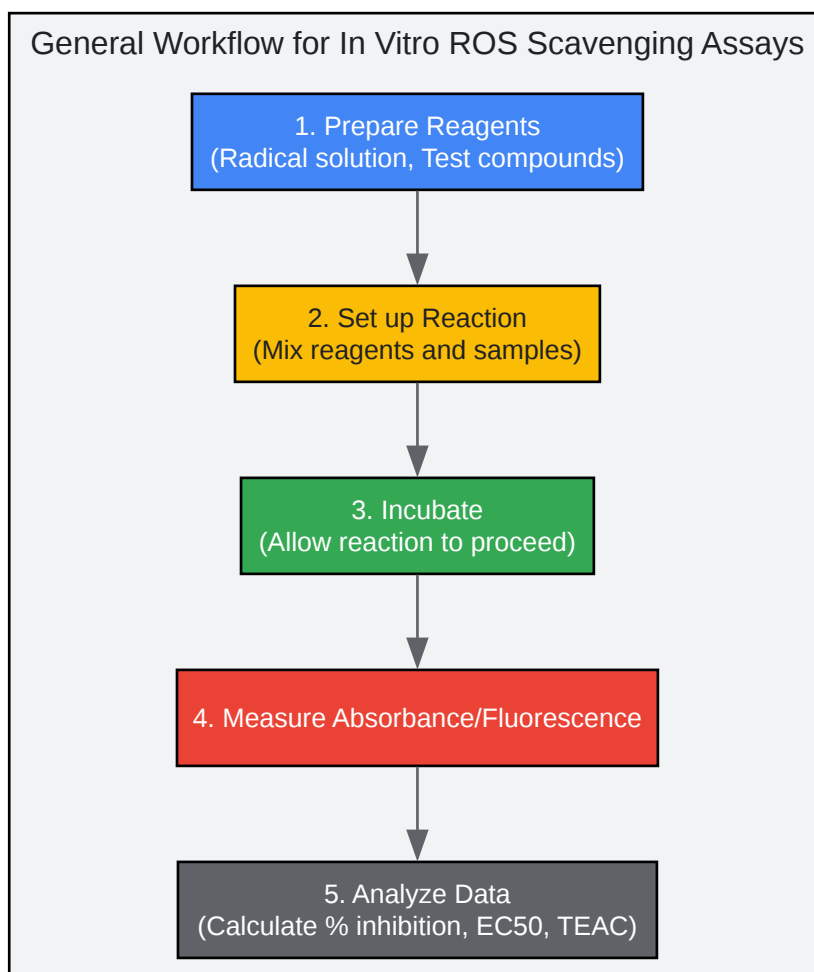 General Workflow for In Vitro ROS Scavenging Assays
1. Prepare Reagents
(Radical solution, Test compounds)
2. Set up Reaction
(Mix reagents and samples)
3. Incubate
(Allow reaction to proceed)
4. Measure Absorbance/Fluorescence
5. Analyze Data
(Calculate % inhibition, EC50, TEAC)